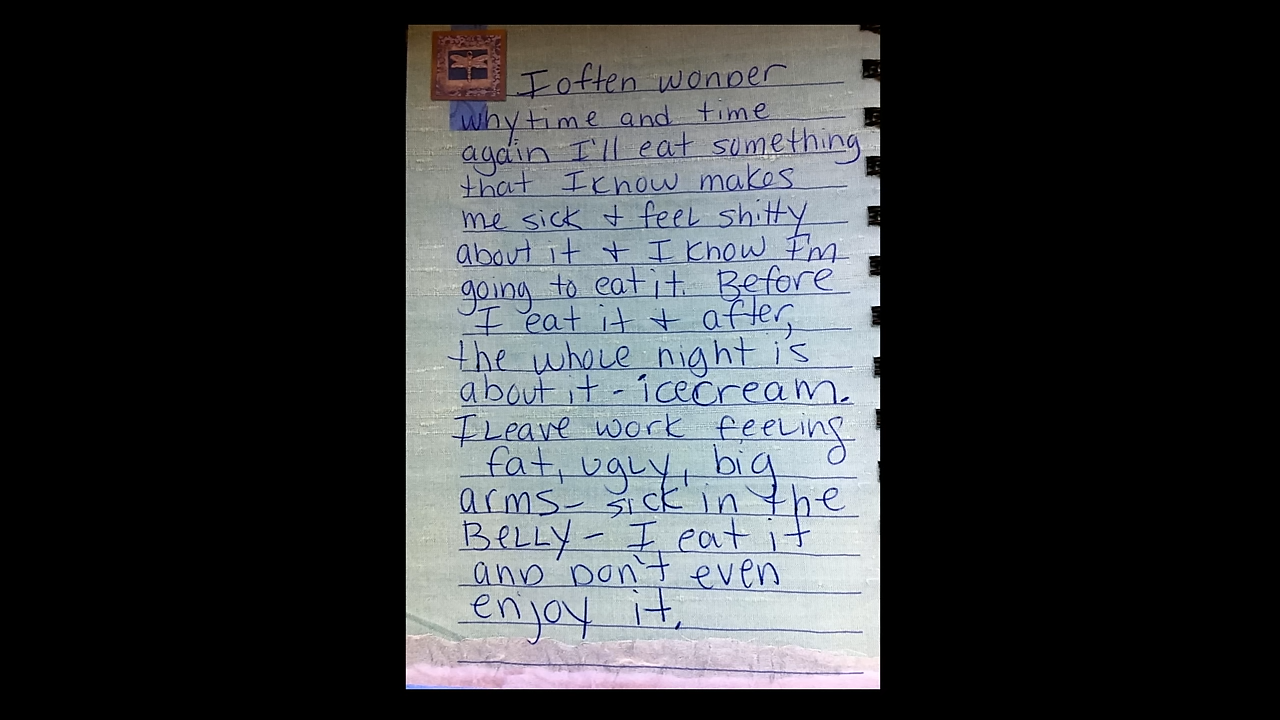 I often wonder
why time and time
again I'll eat something
that I know makes
me sick + feel shitty
about it + I know I'm
going to eat it. Before
I eat it + after,
the whole night is
about it - icecream.
I Leave work feeling
fat, ugly, big
arms - sick in the
Belly - I eat it
and Don't even
enjoy it.